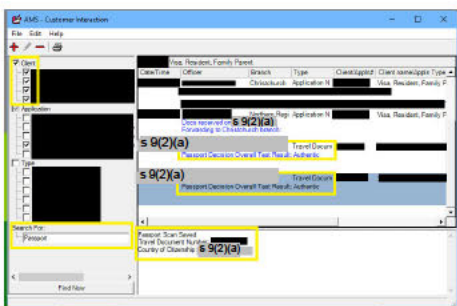 AMS - Customer Interaction
File Edit Help
Client
Application
Type
Search For:
Passport
Find Now
Visa: Resident, Family Parent
Date/Time Officer Branch Type Client/Appln# Client name/Appln Type
Christchurch Application N Visa: Resident, Family P
Northern Regi Application N Visa: Resident, Family P
Docs received on s 9(2)(a)
Forwarding to Christchurch branch
s 9(2)(a) Travel Docum
Passport Decision Overall Test Result: Authentic
s 9(2)(a) Travel Docum
Passport Decision Overall Test Result: Authentic
Passport Scan Saved
Travel Document Number:
Country of Citizenship: s 9(2)(a)